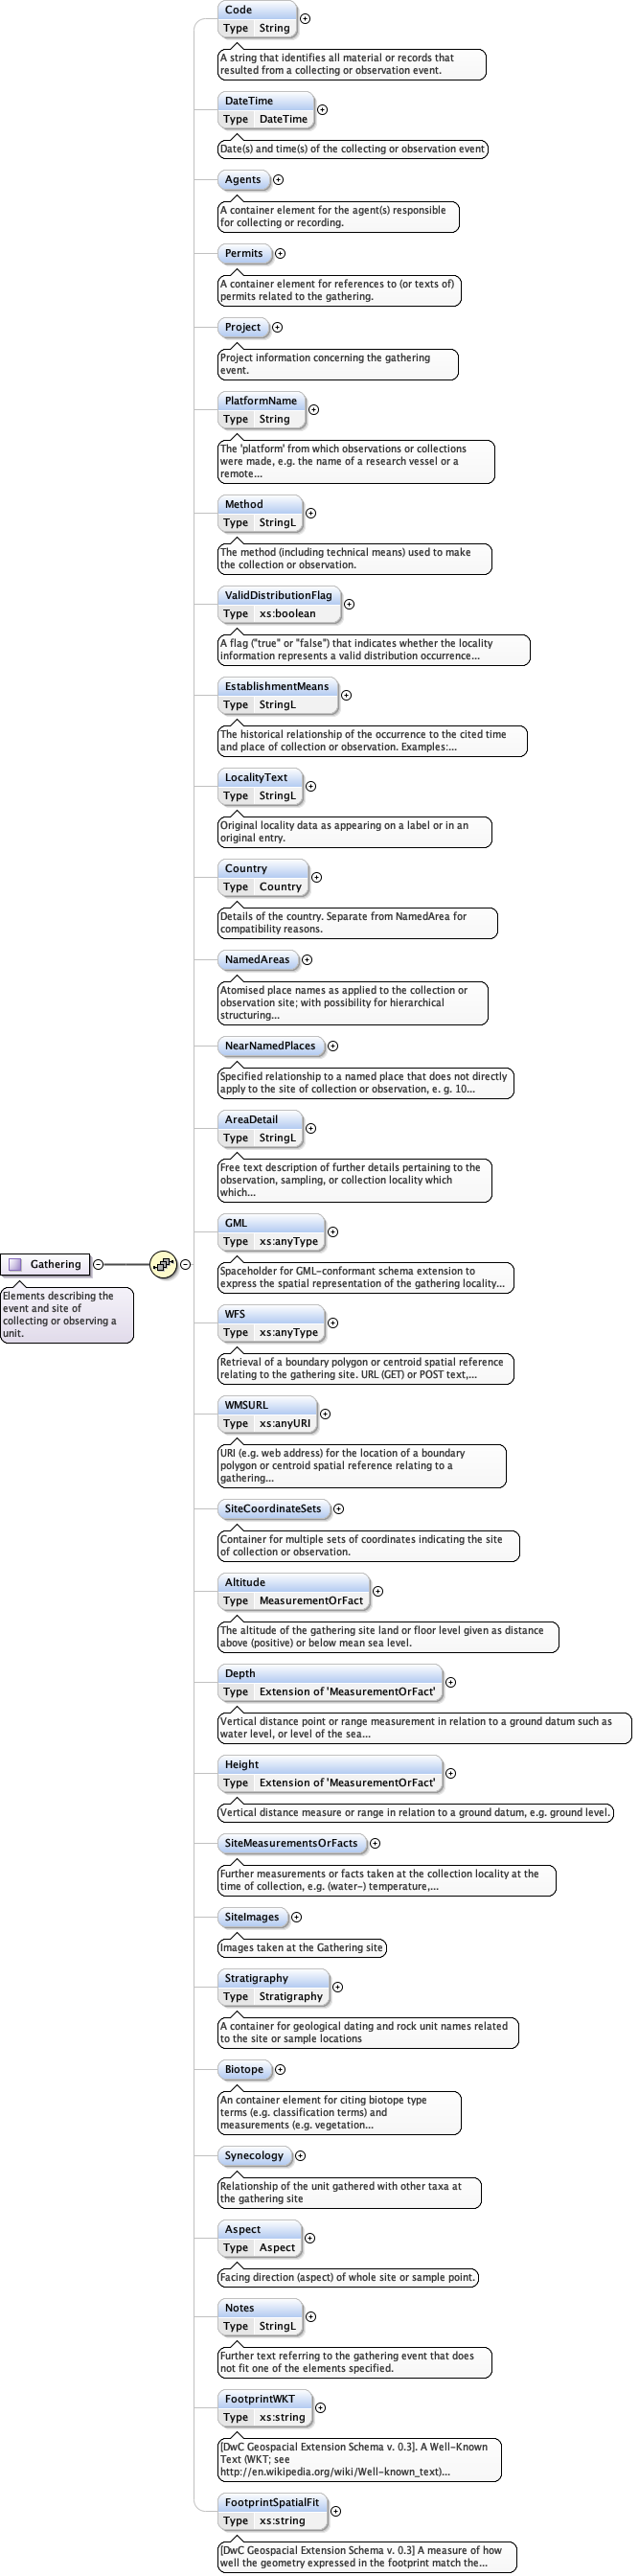 Code
Type String
A string that identifies all material or records that
resulted from a collecting or observation event.
DateTime
Type DateTime
Date(s) and time(s) of the collecting or observation event
Agents
A container element for the agent(s) responsible
for collecting or recording.
Permits
A container element for references to (or texts of)
permits related to the gathering.
Project
Project information concerning the gathering
event.
PlatformName
Type String
The 'platform' from which observations or collections
were made, e.g. the name of a research vessel or a
remote...
Method
Type StringL
The method (including technical means) used to make
the collection or observation.
ValidDistributionFlag
Type xs:boolean
A flag ("true" or "false") that indicates whether the locality
information represents a valid distribution occurrence...
EstablishmentMeans
Type StringL
The historical relationship of the occurrence to the cited time
and place of collection or observation. Examples:...
LocalityText
Type StringL
Original locality data as appearing on a label or in an
original entry.
Country
Type Country
Details of the country. Separate from NamedArea for
compatibility reasons.
NamedAreas
Atomised place names as applied to the collection or
observation site; with possibility for hierarchical
structuring...
NearNamedPlaces
Specified relationship to a named place that does not directly
apply to the site of collection or observation, e. g. 10...
AreaDetail
Type StringL
Free text description of further details pertaining to the
observation, sampling, or collection locality which
which...
GML
Type xs:anyType
Spaceholder for GML-conformant schema extension to
express the spatial representation of the gathering locality...
Gathering
Elements describing the
event and site of
collecting or observing a
unit.
WFS
Type xs:anyType
Retrieval of a boundary polygon or centroid spatial reference
relating to the gathering site. URL (GET) or POST text,...
WMSURL
Type xs:anyURI
URI (e.g. web address) for the location of a boundary
polygon or centroid spatial reference relating to a
gathering...
SiteCoordinateSets
Container for multiple sets of coordinates indicating the site
of collection or observation.
Altitude
Type MeasurementOrFact
The altitude of the gathering site land or floor level given as distance
above (positive) or below mean sea level.
Depth
Type Extension of 'MeasurementOrFact'
Vertical distance point or range measurement in relation to a ground datum such as
water level, or level of the sea...
Height
Type Extension of 'MeasurementOrFact'
Vertical distance measure or range in relation to a ground datum, e.g. ground level.
SiteMeasurementsOrFacts
Further measurements or facts taken at the collection locality at the
time of collection, e.g. (water-) temperature,...
SiteImages
Images taken at the Gathering site
Stratigraphy
Type Stratigraphy
A container for geological dating and rock unit names related
to the site or sample locations
Biotope
An container element for citing biotope type
terms (e.g. classification terms) and
measurements (e.g. vegetation...
Synecology
Relationship of the unit gathered with other taxa at
the gathering site
Aspect
Type Aspect
Facing direction (aspect) of whole site or sample point.
Notes
Type StringL
Further text referring to the gathering event that does
not fit one of the elements specified.
FootprintWKT
Type xs:string
[DwC Geospacial Extension Schema v. 0.3]. A Well-Known
Text (WKT; see
http://en.wikipedia.org/wiki/Well-known_text)...
FootprintSpatialFit
Type xs:string
[DwC Geospacial Extension Schema v. 0.3] A measure of how
well the geometry expressed in the footprint match the...